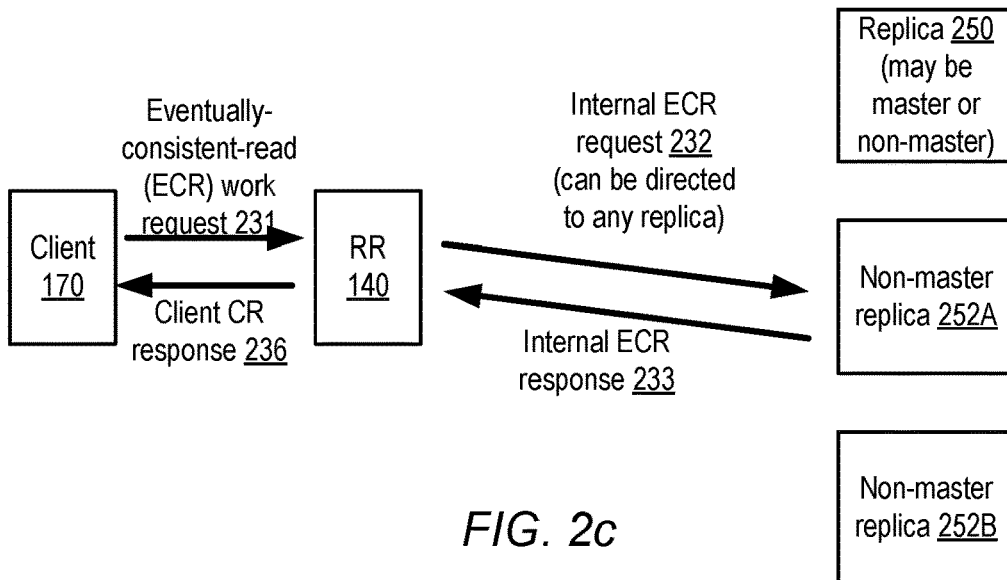 Replica 250
(may be
master or
non-master)
Eventually-
consistent-read
(ECR) work
request 231
Internal ECR
request 232
(can be directed
to any replica)
Client
170
RR
140
Non-master
replica 252A
Client CR
response 236
Internal ECR
response 233
Non-master
replica 252B
FIG. 2c